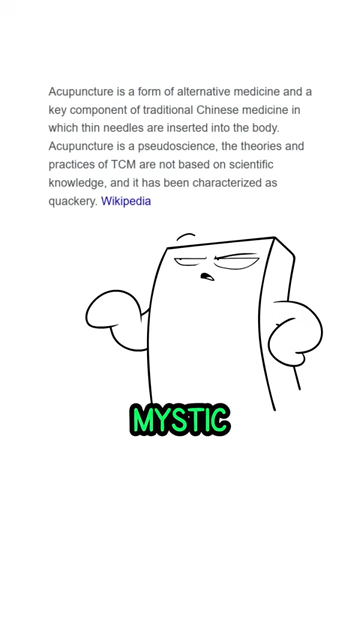 Acupuncture is a form of alternative medicine and a
key component of traditional Chinese medicine in
which thin needles are inserted into the body.
Acupuncture is a pseudoscience, the theories and
practices of TCM are not based on scientific
knowledge, and it has been characterized as
quackery. Wikipedia
MYSTIC